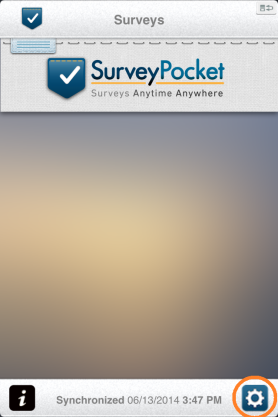 Surveys
SurveyPocket
Surveys Anytime Anywhere
i
Synchronized 06/13/2014 3:47 PM